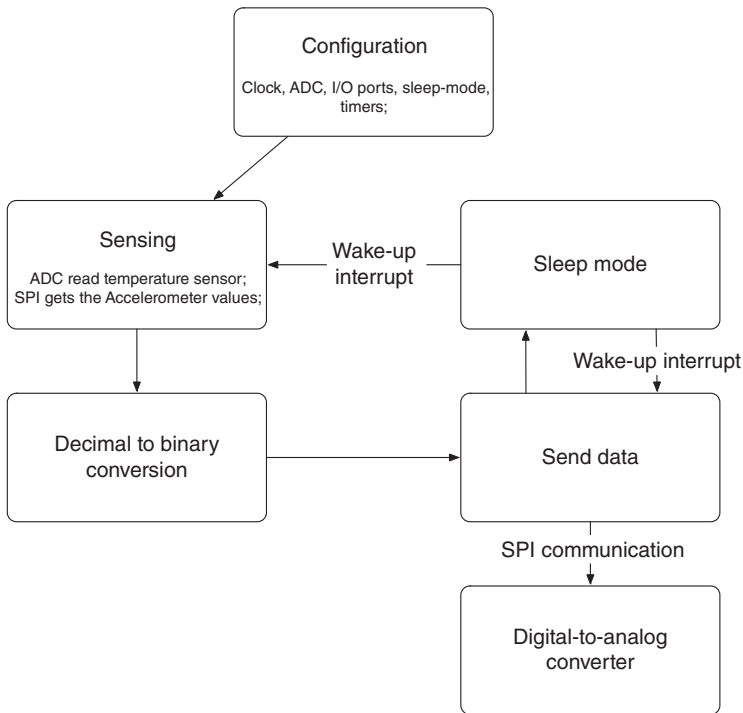 Configuration
Clock, ADC, I/O ports, sleep-mode,
timers;
Sensing
ADC read temperature sensor;
SPI gets the Accelerometer values;
Wake-up
interrupt
Sleep mode
Wake-up interrupt
Decimal to binary
conversion
Send data
SPI communication
Digital-to-analog
converter